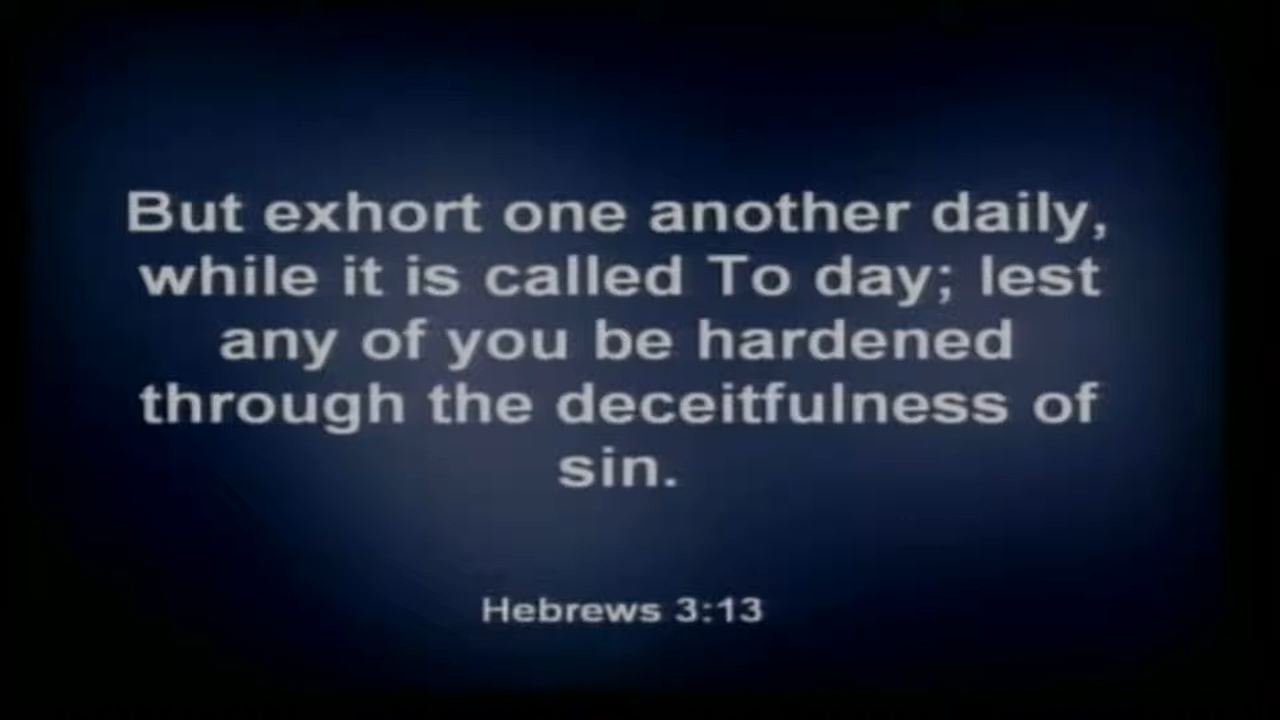 But exhort one another daily,
while it is called To day; lest
any of you be hardened
through the deceitfulness of
sin.
Hebrews 3:13